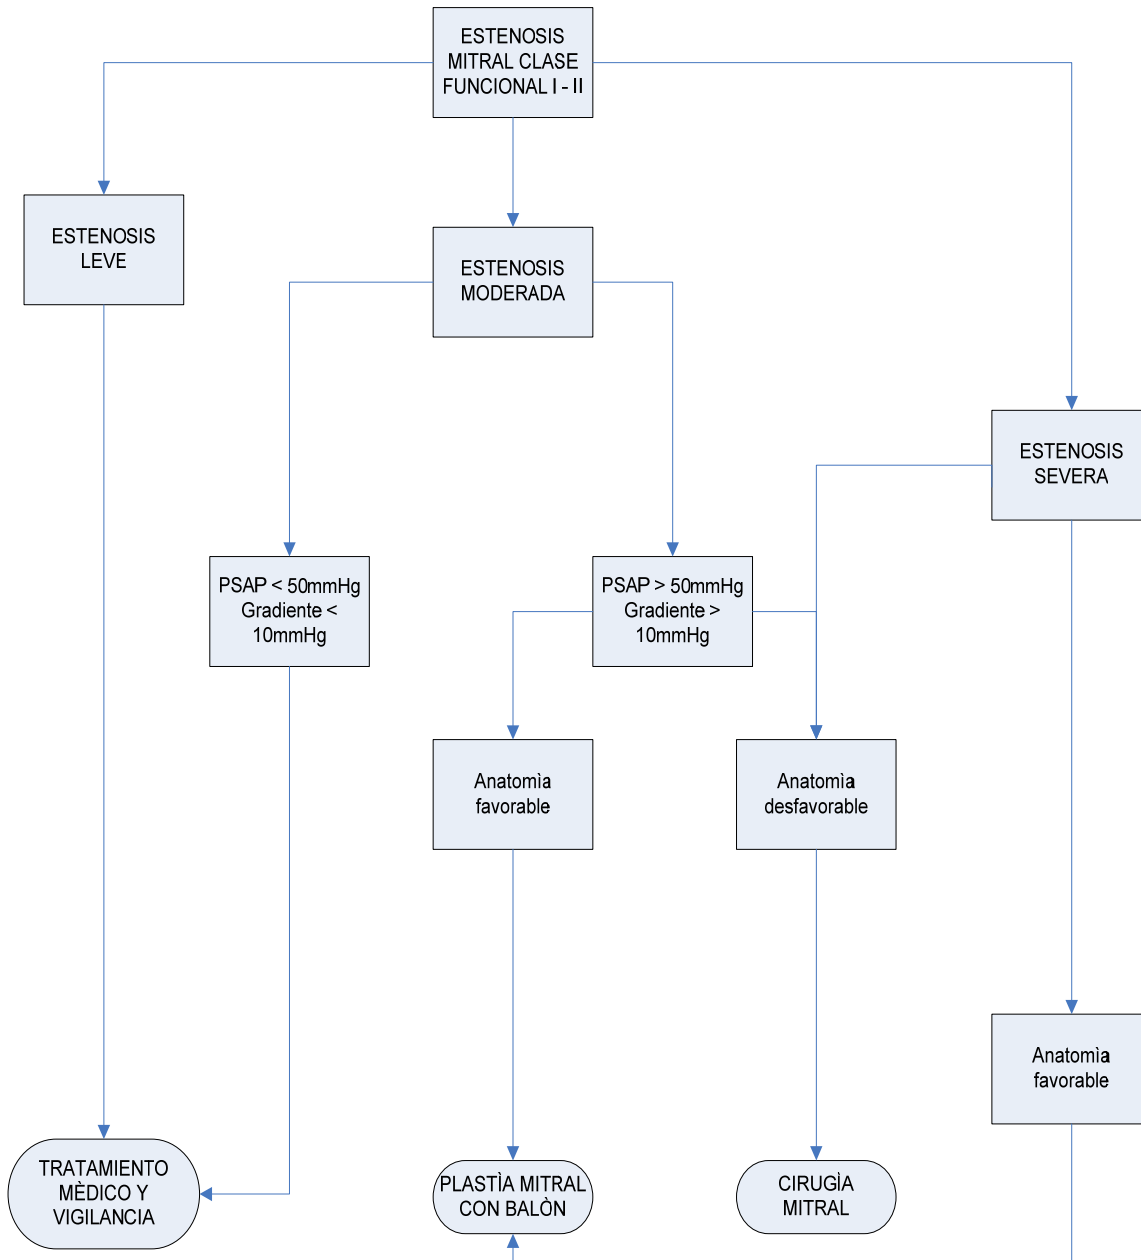 ESTENOSIS
MITRAL CLASE
FUNCIONAL I - II
ESTENOSIS
LEVE
ESTENOSIS
MODERADA
ESTENOSIS
SEVERA
PSAP < 50mmHg
Gradiente <
10mmHg
PSAP > 50mmHg
Gradiente >
10mmHg
Anatomìa
favorable
Anatomìa
desfavorable
Anatomìa
favorable
TRATAMIENTO
MÈDICO Y
VIGILANCIA
PLASTÌA MITRAL
CON BALÒN
CIRUGÌA
MITRAL